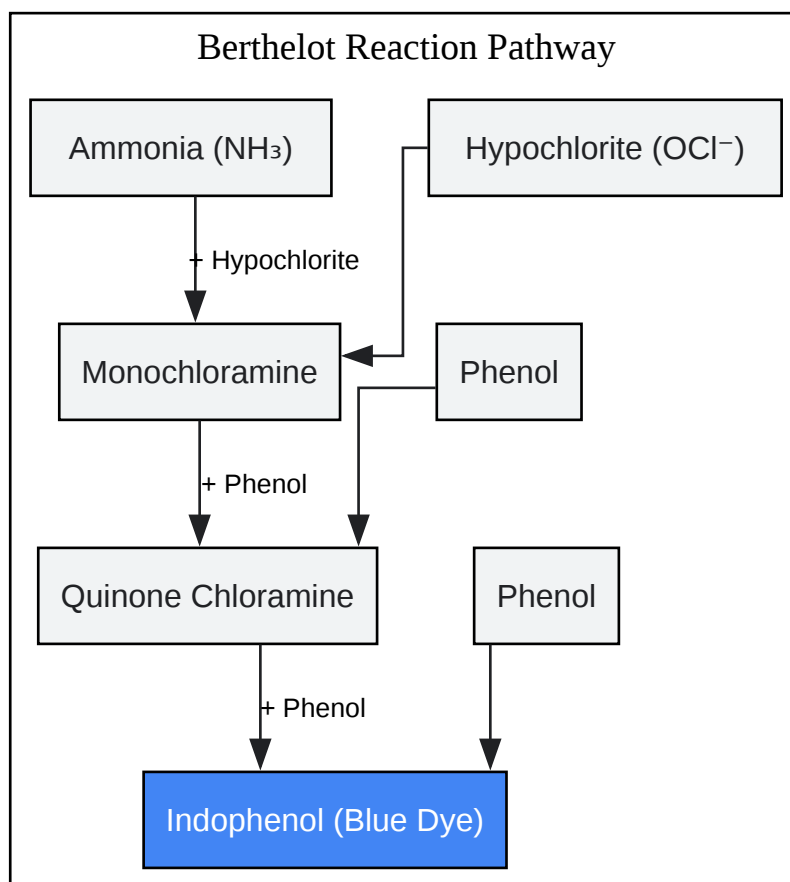 Berthelot Reaction Pathway
Ammonia (NH₃)
Hypochlorite (OCl⁻)
+ Hypochlorite
Monochloramine
Phenol
+ Phenol
Quinone Chloramine
Phenol
+ Phenol
Indophenol (Blue Dye)